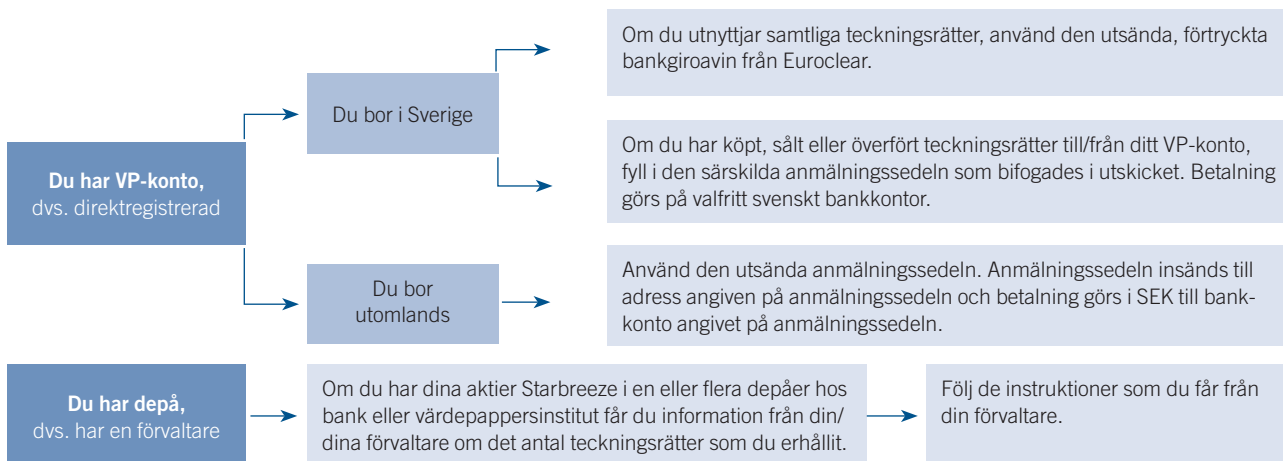 Om du utnyttjar samtliga teckningsrätter, använd den utsända, förtryckta
bankgiroavin från Euroclear.
Du bor i Sverige
Om du har köpt, sålt eller överfört teckningsrätter till/från ditt VP-konto,
fyll i den särskilda anmälningssedeln som bifogades i utskicket. Betalning
görs på valfritt svenskt bankkontor.
Du har VP-konto,
dvs. direktregistrerad
Du bor
utomlands
Använd den utsända anmälningssedeln. Anmälningssedeln insänds till
adress angiven på anmälningssedeln och betalning görs i SEK till bank-
konto angivet på anmälningssedeln.
Du har depå,
dvs. har en förvaltare
Om du har dina aktier Starbreeze i en eller flera depåer hos
bank eller värdepappersinstitut får du information från din/
dina förvaltare om det antal teckningsrätter som du erhållit.
Följ de instruktioner som du får från
din förvaltare.